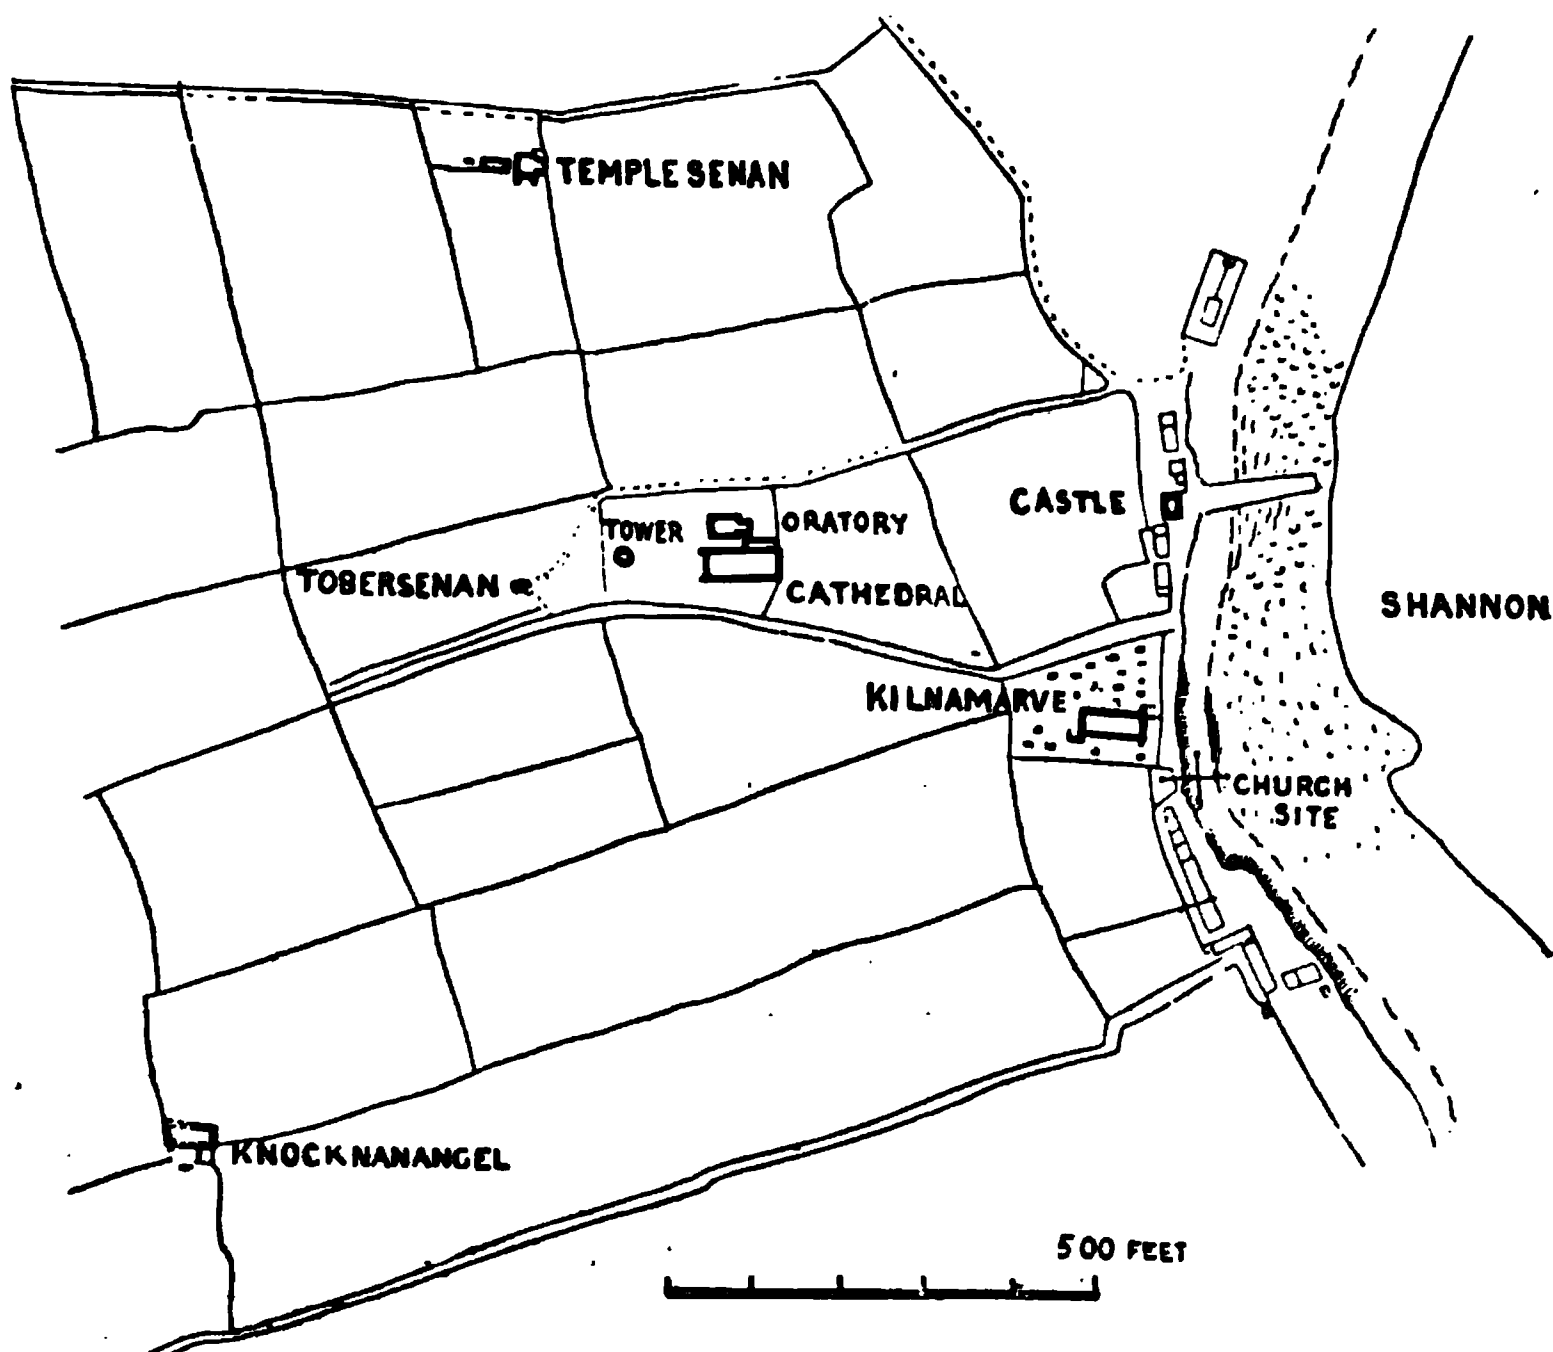 TEMPLE SENAN
CASTLE
TOWER
ORATORY
TOBERSENAN
CATHEDRAL
SHANNON
KILNAMARVE
CHURCH
SITE
KNOCKNANANGEL
500 FEET